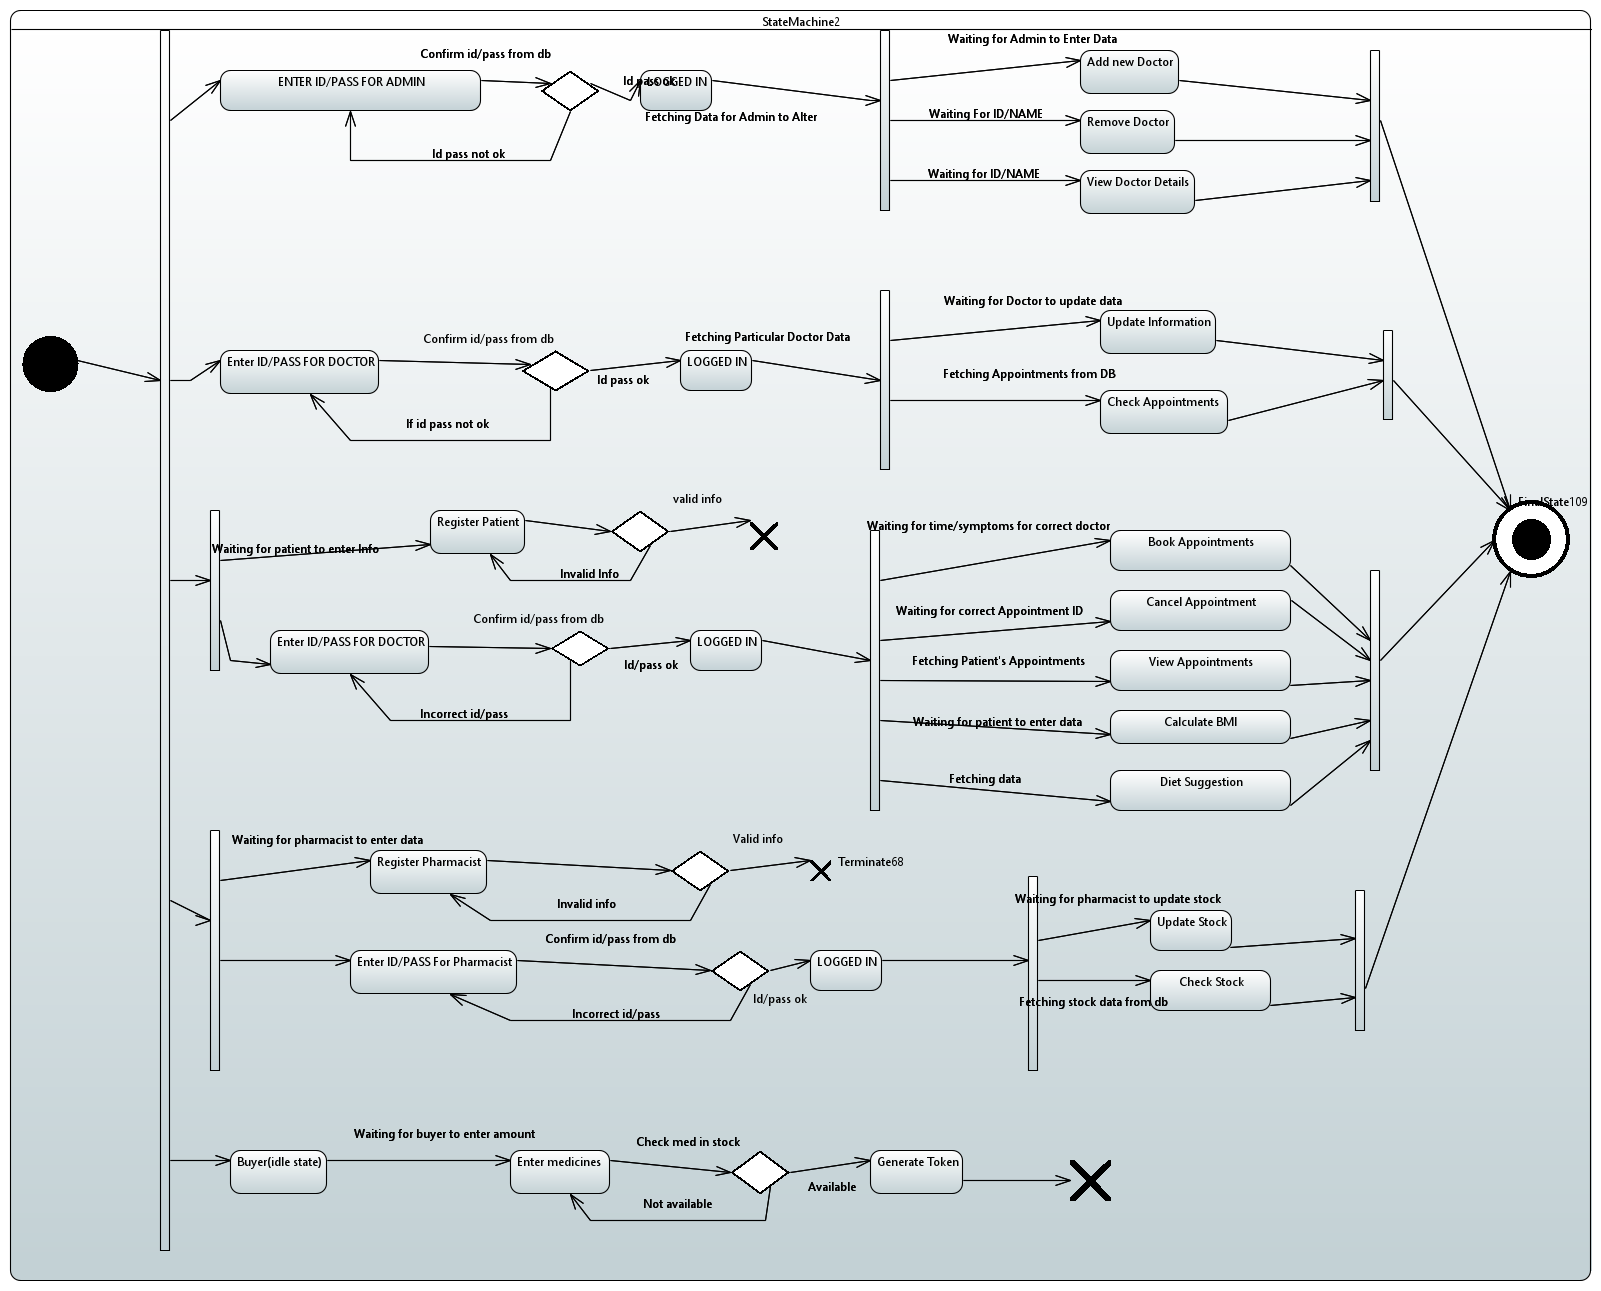 StateMachine2
Waiting for Admin to Enter Data
Confirm id/pass from db
Add new Doctor
ENTER ID/PASS FOR ADMIN
Id pass ok
LOGGED IN
Fetching Data for Admin to Alter
Waiting For ID/NAME
Remove Doctor
Id pass not ok
Waiting for ID/NAME
View Doctor Details
Waiting for Doctor to update data
Update Information
Confirm id/pass from db
Fetching Particular Doctor Data
Enter ID/PASS FOR DOCTOR
LOGGED IN
Id pass ok
Fetching Appointments from DB
Check Appointments
If id pass not ok
valid info
FinalState109
Register Patient
Waiting for time/symptoms for correct doctor
Waiting for patient to enter Info
Book Appointments
Invalid Info
Cancel Appointment
Waiting for correct Appointment ID
Confirm id/pass from db
Enter ID/PASS FOR DOCTOR
LOGGED IN
Id/pass ok
Fetching Patient's Appointments
View Appointments
Incorrect id/pass
Waiting for patient to enter data
Calculate BMI
Fetching data
Diet Suggestion
Waiting for pharmacist to enter data
Valid info
Register Pharmacist
Terminate68
Invalid info
Waiting for pharmacist to update stock
Update Stock
Confirm id/pass from db
Enter ID/PASS For Pharmacist
LOGGED IN
Check Stock
Id/pass ok
Fetching stock data from db
Incorrect id/pass
Waiting for buyer to enter amount
Check med in stock
Buyer(idle state)
Enter medicines
Generate Token
Available
Not available